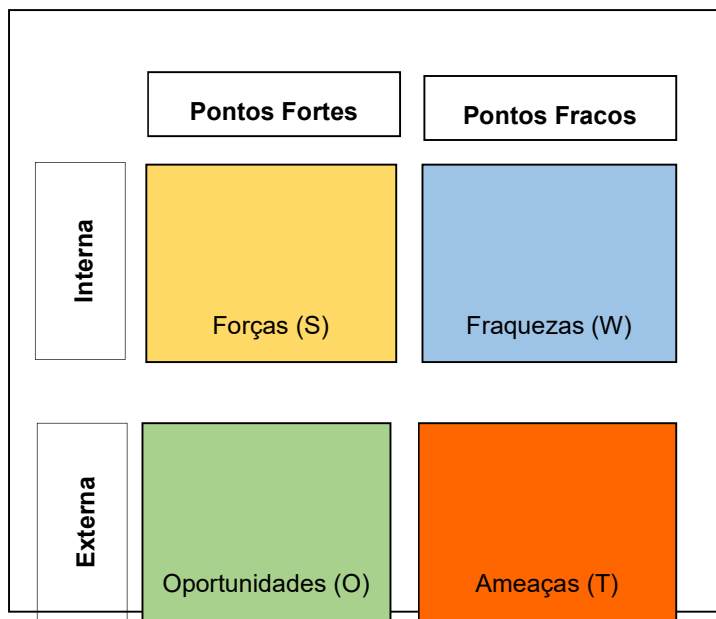 Pontos Fortes
Pontos Fracos
Interna
Forças (S)
Fraquezas (W)
Externa
Oportunidades (O)
Ameaças (T)